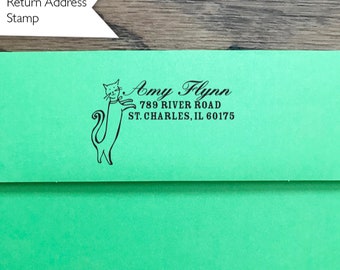 Return Address
Stamp
Amy Flynn
789 RIVER ROAD
ST. CHARLES, IL 60175